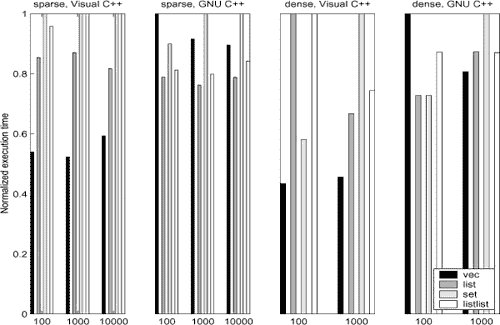 sparse, Visual C++
sparse, GNU C++
dense, Visual C++
dense, GNU C++
Normalized execution time
1
0.8
0.6
0.4
0.2
0
100 1000 10000
100 1000 10000
100 1000
100 1000
vec
list
set
listlist